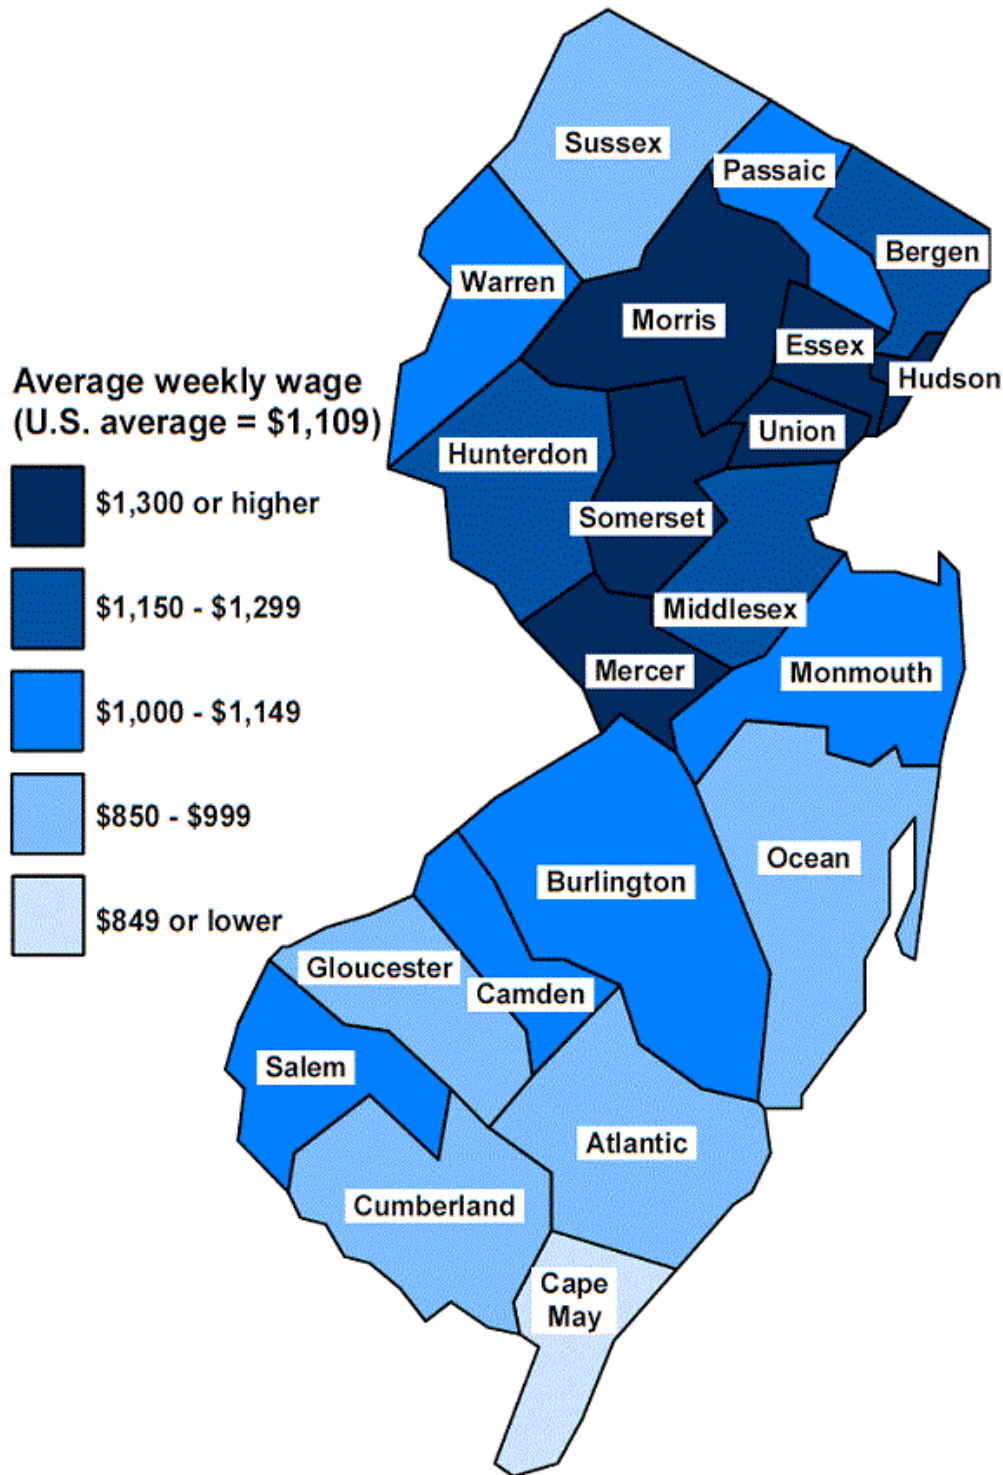 Sussex
Passaic
Bergen
Warren
Morris
Essex
Hudson
Average weekly wage
(U.S. average = $1,109)
Union
Hunterdon
$1,300 or higher
Somerset
$1,150 - $1,299
Middlesex
Mercer
Monmouth
$1,000 - $1,149
$850 - $999
Ocean
Burlington
$849 or lower
Gloucester
Camden
Salem
Atlantic
Cumberland
Cape
May